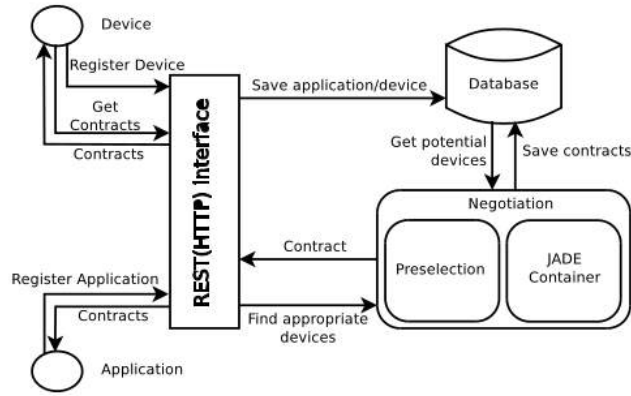 Device
Register Device
Get
Contracts
Contracts
REST(HTTP) Interface
Save application/device
Database
Get potential
devices
Save contracts
Negotiation
Preselection
JADE
Container
Contract
Find appropriate
devices
Register Application
Contracts
Application